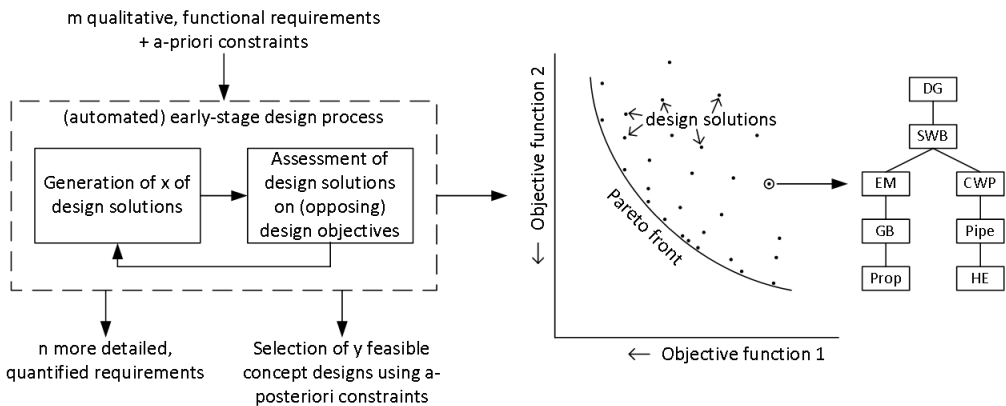 m qualitative, functional requirements
+ a-priori constraints
(automated) early-stage design process
Generation of x of
design solutions
Assessment of
design solutions
on (opposing)
design objectives
n more detailed,
quantified requirements
Selection of y feasible
concept designs using a-
posteriori constraints
← Objective function 2
design solutions
Pareto front
← Objective function 1
DG
SWB
EM
CWP
GB
Pipe
Prop
HE